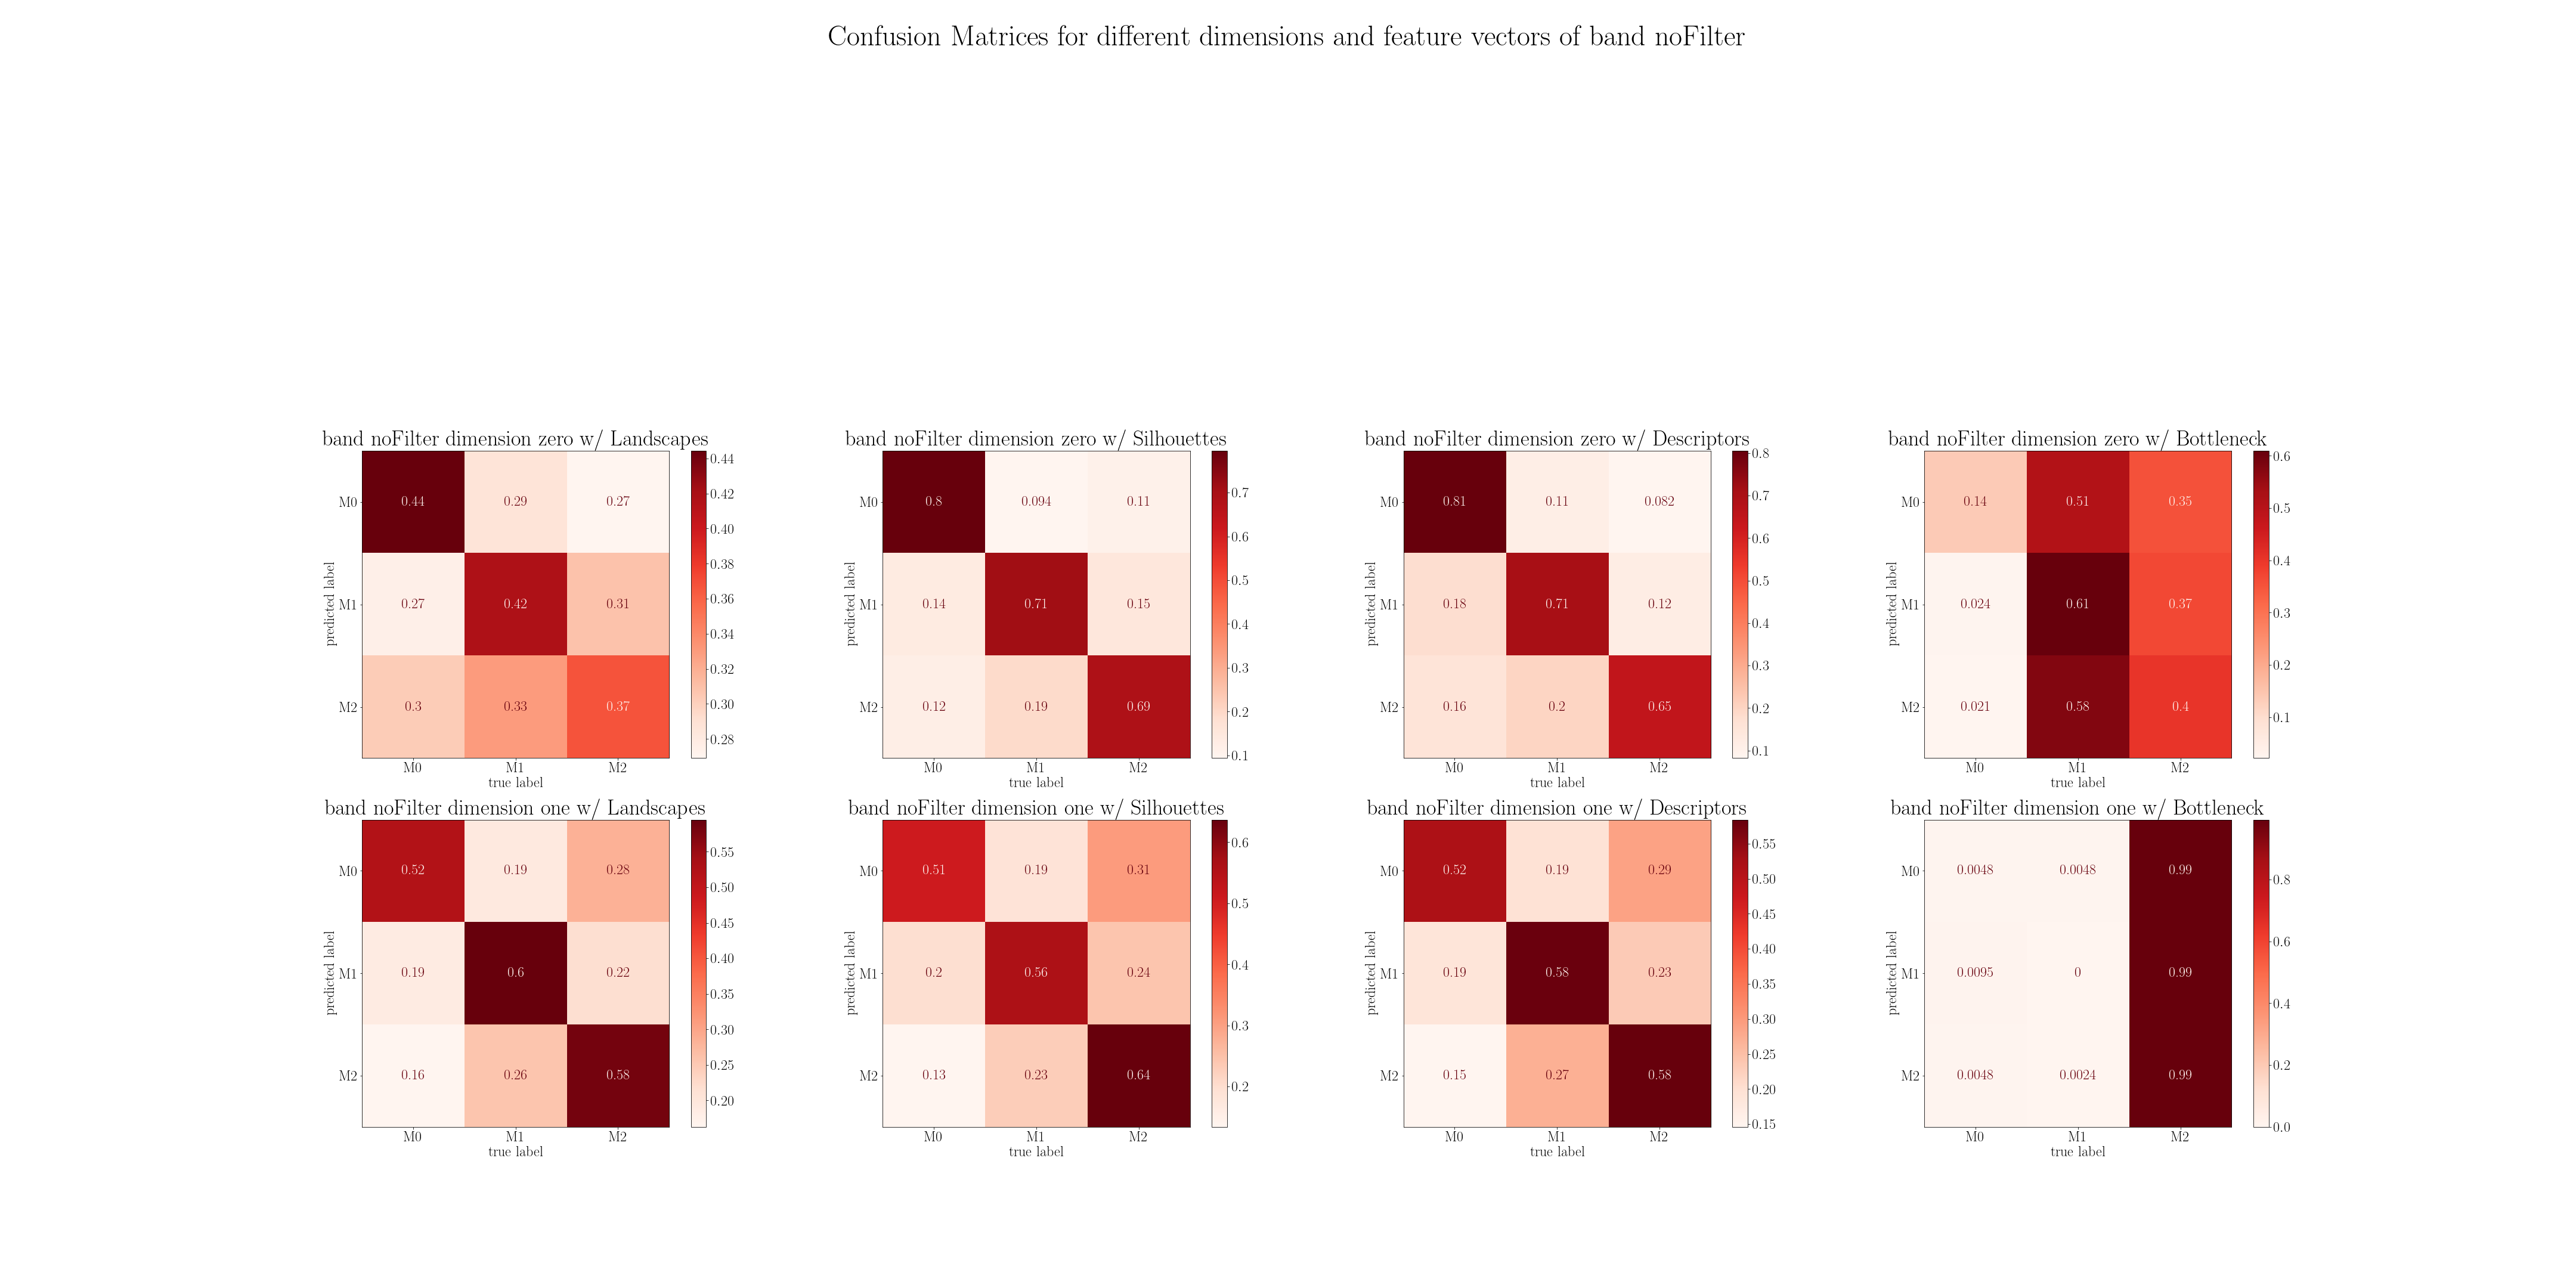 Confusion Matrices for different dimensions and feature vectors of band noFilter
band noFilter dimension zero w/ Landscapes
predicted label
M0 0.44 0.29 0.27
M1 0.27 0.42 0.31
M2 0.3 0.33 0.37
M0 M1 M2
true label
0.44
0.42
0.40
0.38
0.36
0.34
0.32
0.30
0.28
band noFilter dimension zero w/ Silhouettes
predicted label
M0 0.8 0.094 0.11
M1 0.14 0.71 0.15
M2 0.12 0.19 0.69
M0 M1 M2
true label
0.7
0.6
0.5
0.4
0.3
0.2
0.1
band noFilter dimension zero w/ Descriptors
predicted label
M0 0.81 0.11 0.082
M1 0.18 0.71 0.12
M2 0.16 0.2 0.65
M0 M1 M2
true label
0.8
0.7
0.6
0.5
0.4
0.3
0.2
0.1
band noFilter dimension zero w/ Bottleneck
predicted label
M0 0.14 0.51 0.35
M1 0.024 0.61 0.37
M2 0.021 0.58 0.4
M0 M1 M2
true label
0.6
0.5
0.4
0.3
0.2
0.1
band noFilter dimension one w/ Landscapes
predicted label
M0 0.52 0.19 0.28
M1 0.19 0.6 0.22
M2 0.16 0.26 0.58
M0 M1 M2
true label
0.55
0.50
0.45
0.40
0.35
0.30
0.25
0.20
band noFilter dimension one w/ Silhouettes
predicted label
M0 0.51 0.19 0.31
M1 0.2 0.56 0.24
M2 0.13 0.23 0.64
M0 M1 M2
true label
0.6
0.5
0.4
0.3
0.2
band noFilter dimension one w/ Descriptors
predicted label
M0 0.52 0.19 0.29
M1 0.19 0.58 0.23
M2 0.15 0.27 0.58
M0 M1 M2
true label
0.55
0.50
0.45
0.40
0.35
0.30
0.25
0.20
0.15
band noFilter dimension one w/ Bottleneck
predicted label
M0 0.0048 0.0048 0.99
M1 0.0095 0 0.99
M2 0.0048 0.0024 0.99
M0 M1 M2
true label
0.8
0.6
0.4
0.2
0.0